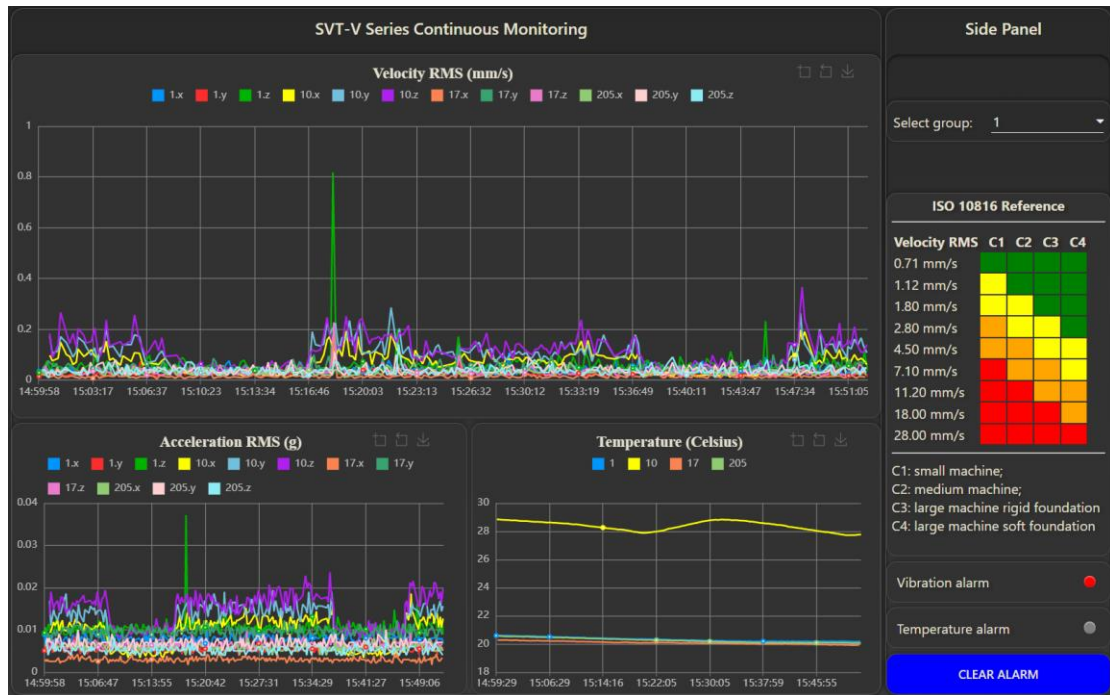 SVT-V Series Continuous Monitoring
Velocity RMS (mm/s)
1.x 1.y 1.z 10.x 10.y 10.z 17.x 17.y 17.z 205.x 205.y 205.z
1
0.8
0.6
0.4
0.2
0
14:59:58 15:03:17 15:06:37 15:10:23 15:13:34 15:16:46 15:20:03 15:23:13 15:26:32 15:30:12 15:33:19 15:36:49 15:40:11 15:43:47 15:47:34 15:51:05
Acceleration RMS (g)
1.x 1.y 1.z 10.x 10.y 10.z 17.x 17.y
17.z 205.x 205.y 205.z
0.04
0.03
0.02
0.01
0
14:59:58 15:06:47 15:13:55 15:20:42 15:27:31 15:34:29 15:41:27 15:49:06
Temperature (Celsius)
1 10 17 205
30
28
26
24
22
20
18
14:59:29 15:06:29 15:14:16 15:22:05 15:30:05 15:37:59 15:45:55
Side Panel
Select group: 1
ISO 10816 Reference
Velocity RMS C1 C2 C3 C4
0.71 mm/s
1.12 mm/s
1.80 mm/s
2.80 mm/s
4.50 mm/s
7.10 mm/s
11.20 mm/s
18.00 mm/s
28.00 mm/s
C1: small machine;
C2: medium machine;
C3: large machine rigid foundation
C4: large machine soft foundation
Vibration alarm
Temperature alarm
CLEAR ALARM